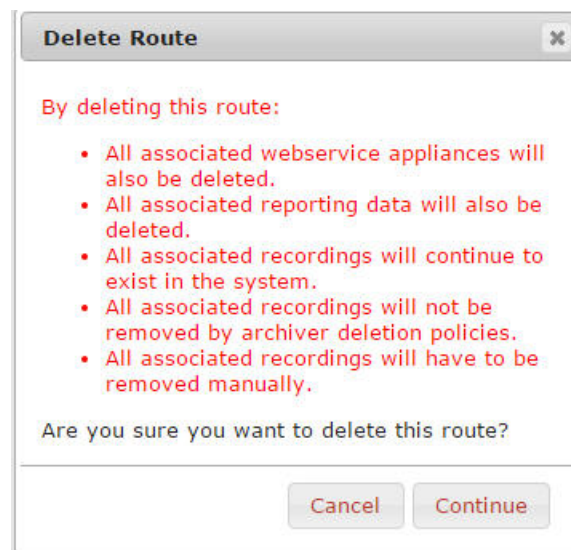 Delete Route
By deleting this route:
• All associated webservice appliances will
also be deleted.
• All associated reporting data will also be
deleted.
• All associated recordings will continue to
exist in the system.
• All associated recordings will not be
removed by archiver deletion policies.
• All associated recordings will have to be
removed manually.
Are you sure you want to delete this route?
Cancel Continue